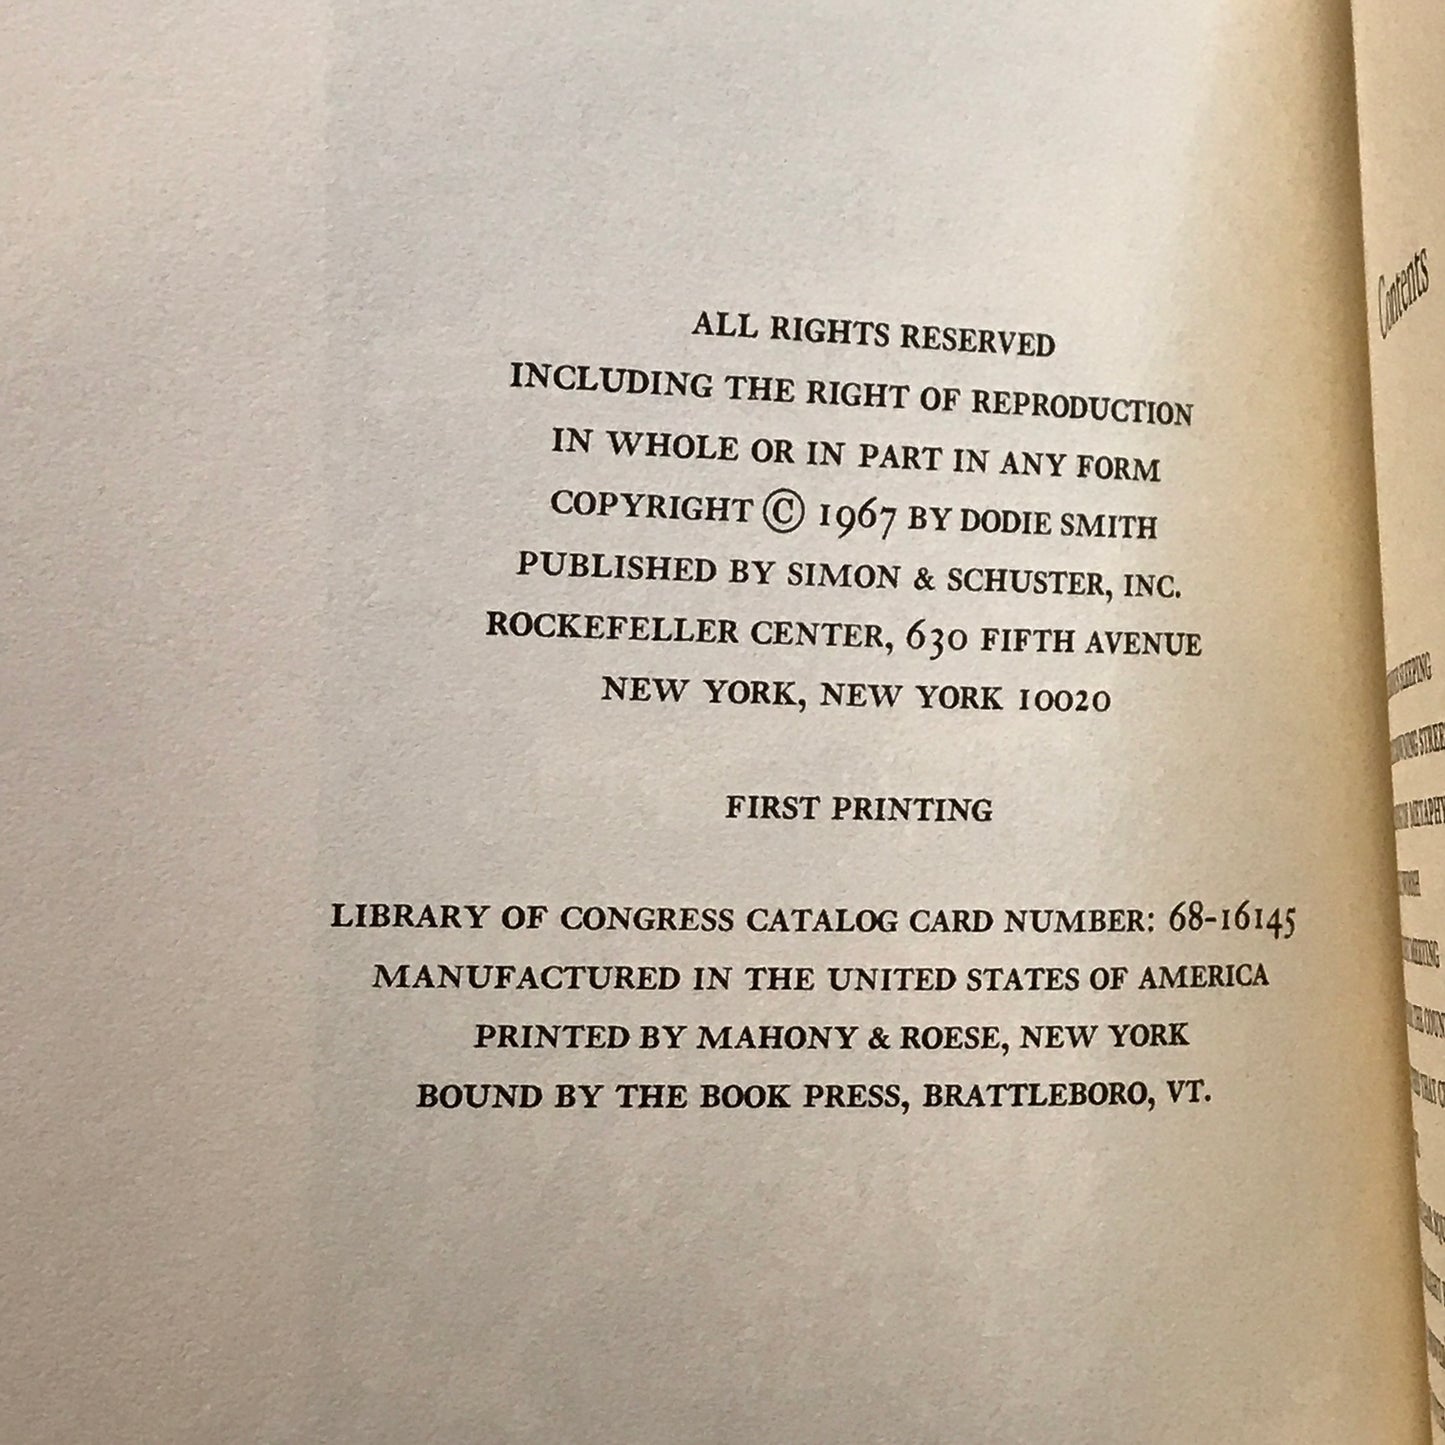 ALL RIGHTS RESERVED
INCLUDING THE RIGHT OF REPRODUCTION
IN WHOLE OR IN PART IN ANY FORM
COPYRIGHT © 1967 BY DODIE SMITH
PUBLISHED BY SIMON & SCHUSTER, INC.
ROCKEFELLER CENTER, 630 FIFTH AVENUE
NEW YORK, NEW YORK 10020
FIRST PRINTING
LIBRARY OF CONGRESS CATALOG CARD NUMBER: 68-16145
MANUFACTURED IN THE UNITED STATES OF AMERICA
PRINTED BY MAHONY & ROESE, NEW YORK
BOUND BY THE BOOK PRESS, BRATTLEBORO, VT.
Contents
SLEEPING
MEETING